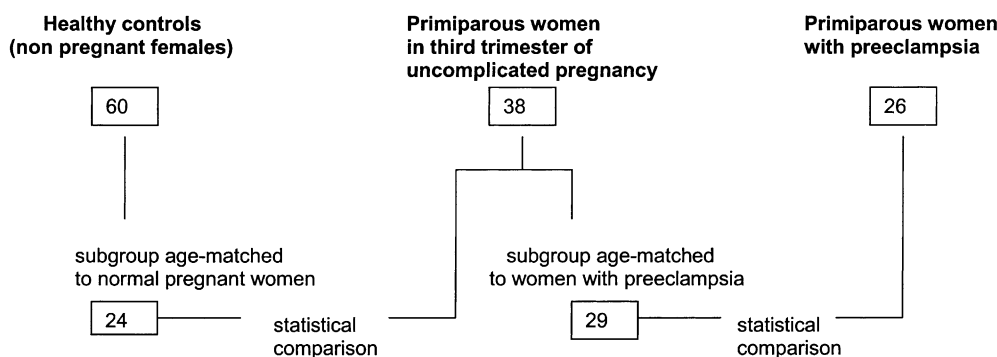 Healthy controls
(non pregnant females)
60
Primiparous women
in third trimester of
uncomplicated pregnancy
38
Primiparous women
with preeclampsia
26
subgroup age-matched
to normal pregnant women
24
statistical
comparison
subgroup age-matched
to women with preeclampsia
29
statistical
comparison